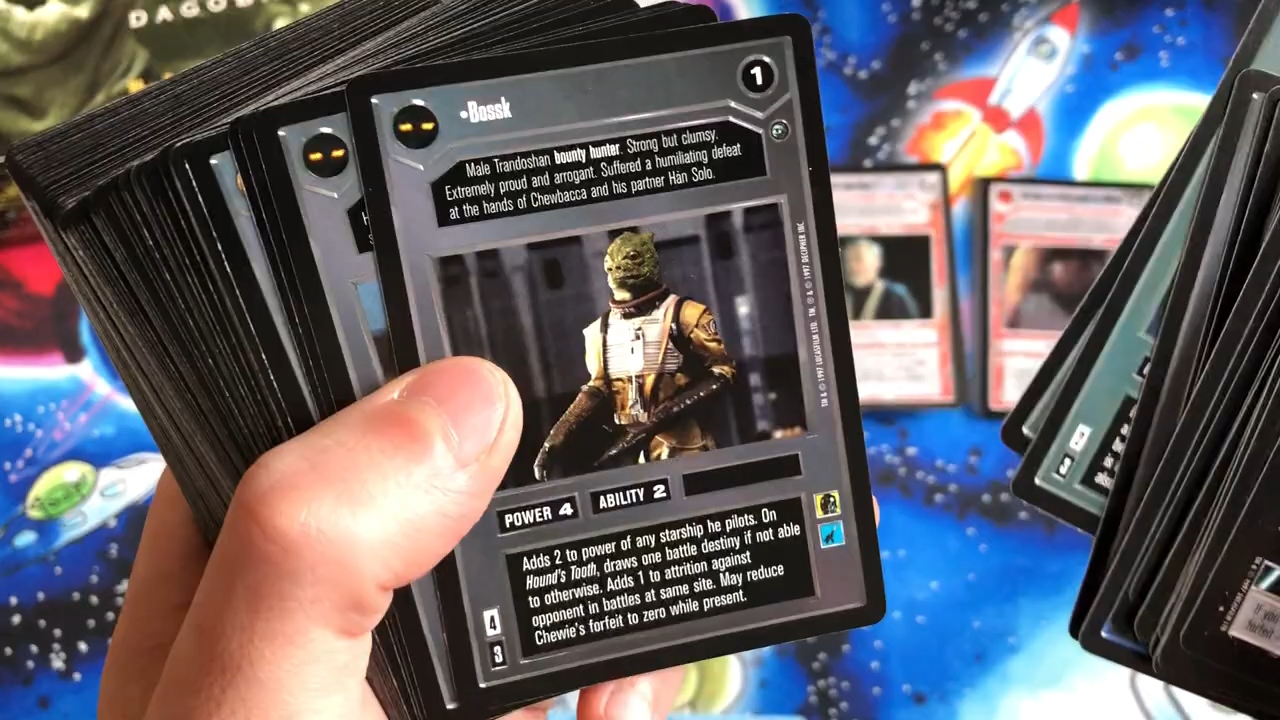 DAGOB
•Bossk
1
Male Trandoshan bounty hunter. Strong but clumsy.
Extremely proud and arrogant. Suffered a humiliating defeat
at the hands of Chewbacca and his partner Han Solo.
TM & © 1997 LUCASFILM LTD. TM, ® & © 1997 DECIPHER INC.
POWER 4
ABILITY 2
Adds 2 to power of any starship he pilots. On
Hound's Tooth, draws one battle destiny if not able
to otherwise. Adds 1 to attrition against
opponent in battles at same site. May reduce
Chewie's forfeit to zero while present.
4
3
If you
forfeit